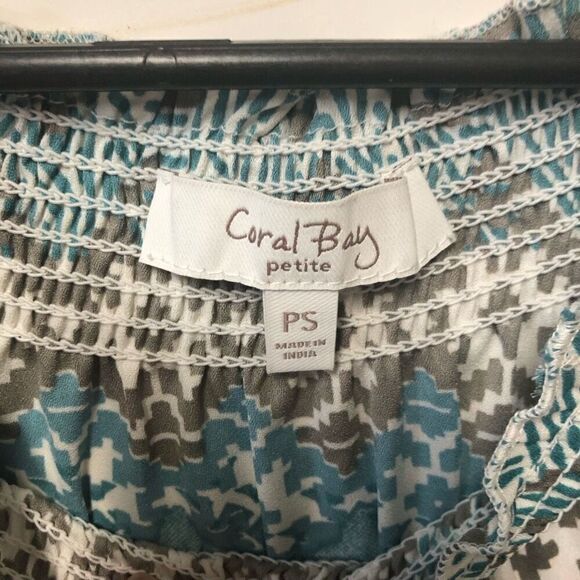 Coral Bay
petite
PS
MADE IN
INDIA